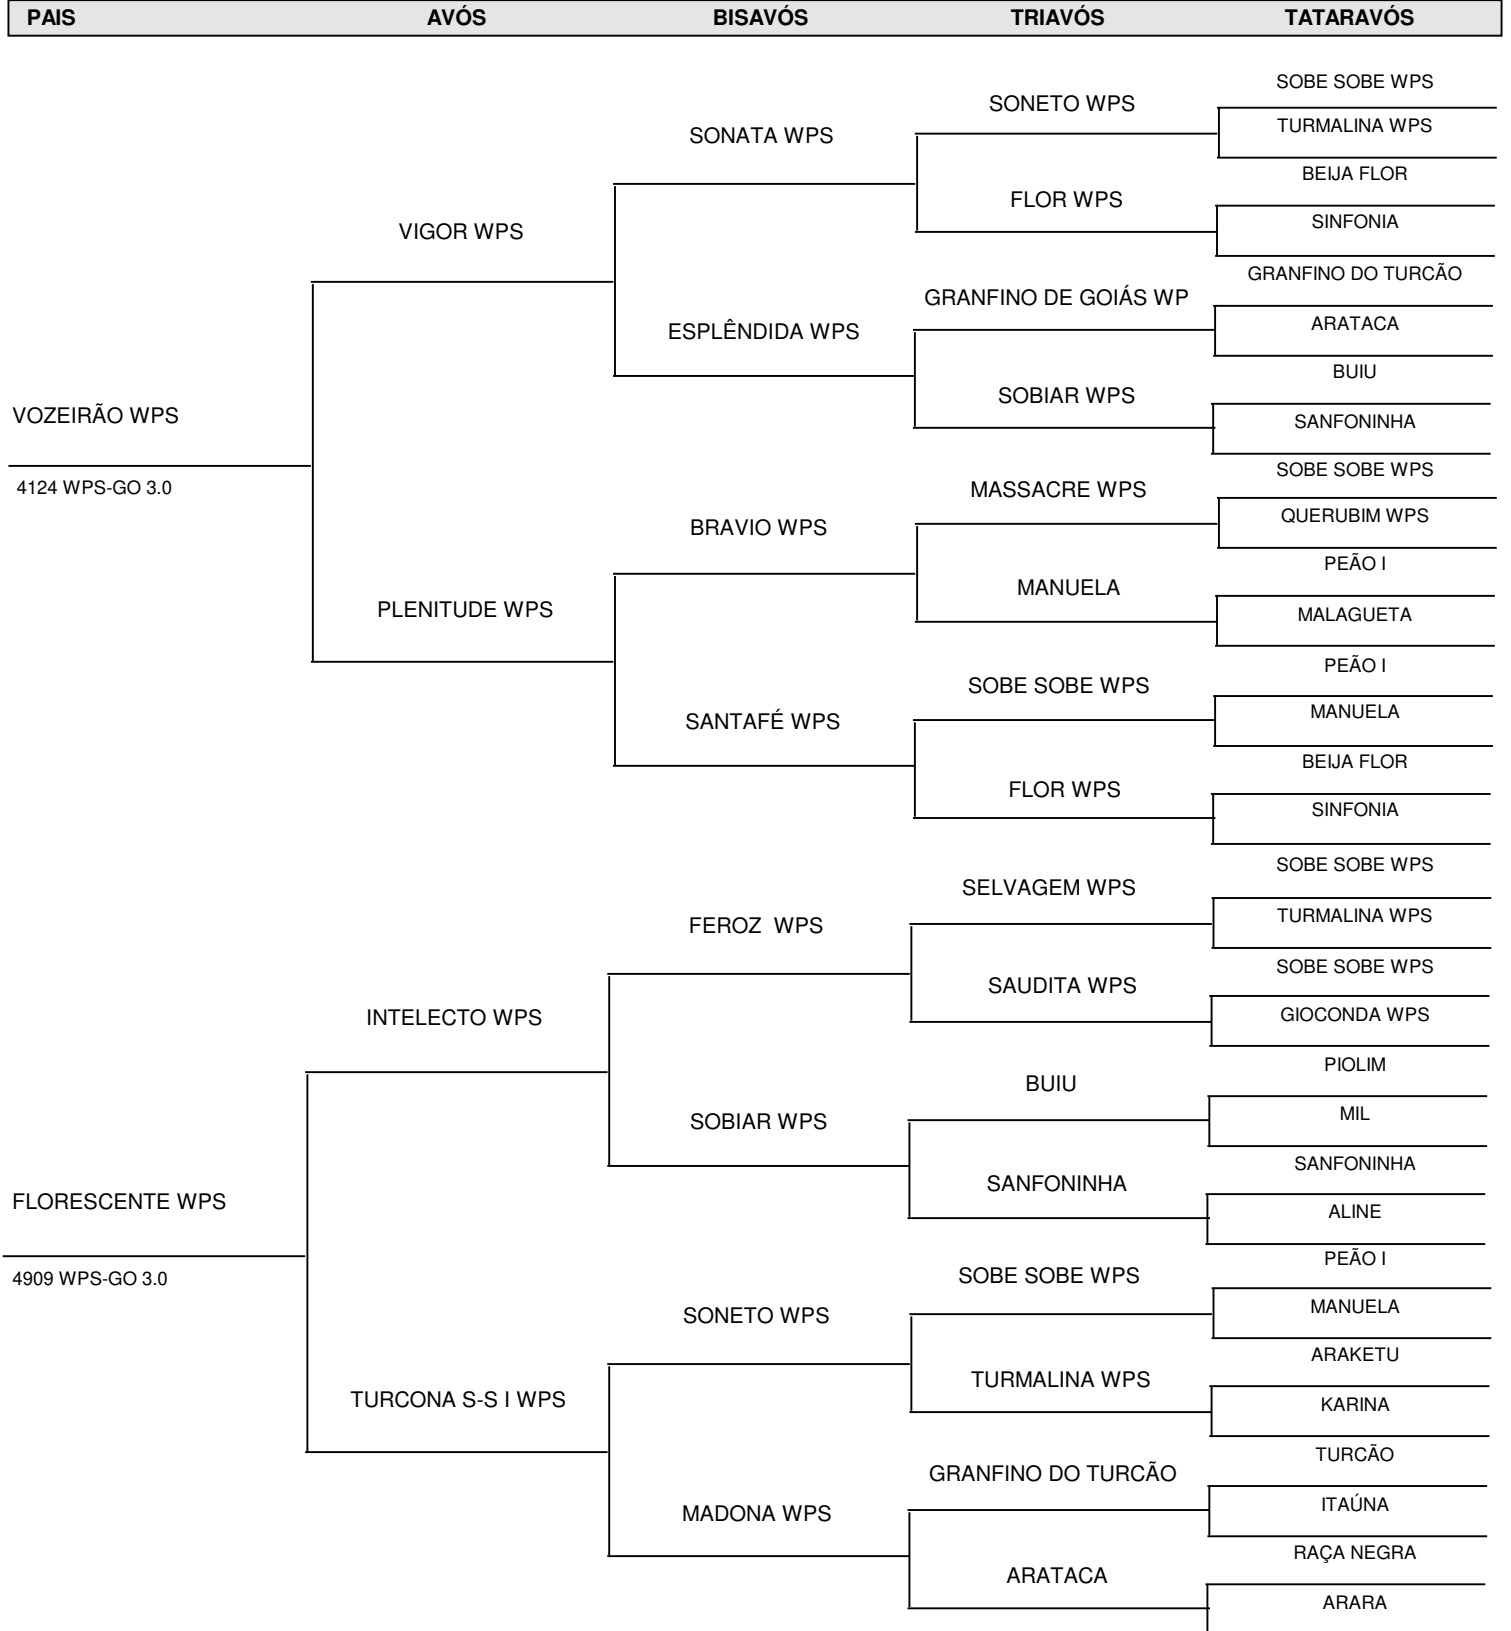 PAIS AVÓS BISAVÓS TRIAVÓS TATARAVÓS
SOBE SOBE WPS
SONETO WPS
TURMALINA WPS
SONATA WPS
BEIJA FLOR
FLOR WPS
SINFONIA
VIGOR WPS
GRANFINO DO TURCÃO
GRANFINO DE GOIÁS WP
ARATACA
ESPLÊNDIDA WPS
BUIU
SOBIAR WPS
VOZEIRÃO WPS
SANFONINHA
SOBE SOBE WPS
4124 WPS-GO 3.0
MASSACRE WPS
QUERUBIM WPS
BRAVIO WPS
PEÃO I
MANUELA
PLENITUDE WPS
MALAGUETA
PEÃO I
SOBE SOBE WPS
MANUELA
SANTAFÉ WPS
BEIJA FLOR
FLOR WPS
SINFONIA
SOBE SOBE WPS
SELVAGEM WPS
TURMALINA WPS
FEROZ  WPS
SOBE SOBE WPS
SAUDITA WPS
INTELECTO WPS
GIOCONDA WPS
PIOLIM
BUIU
MIL
SOBIAR WPS
SANFONINHA
SANFONINHA
FLORESCENTE WPS
ALINE
PEÃO I
4909 WPS-GO 3.0
SOBE SOBE WPS
MANUELA
SONETO WPS
ARAKETU
TURMALINA WPS
TURCONA S-S I WPS
KARINA
TURCÃO
GRANFINO DO TURCÃO
ITAÚNA
MADONA WPS
RAÇA NEGRA
ARATACA
ARARA